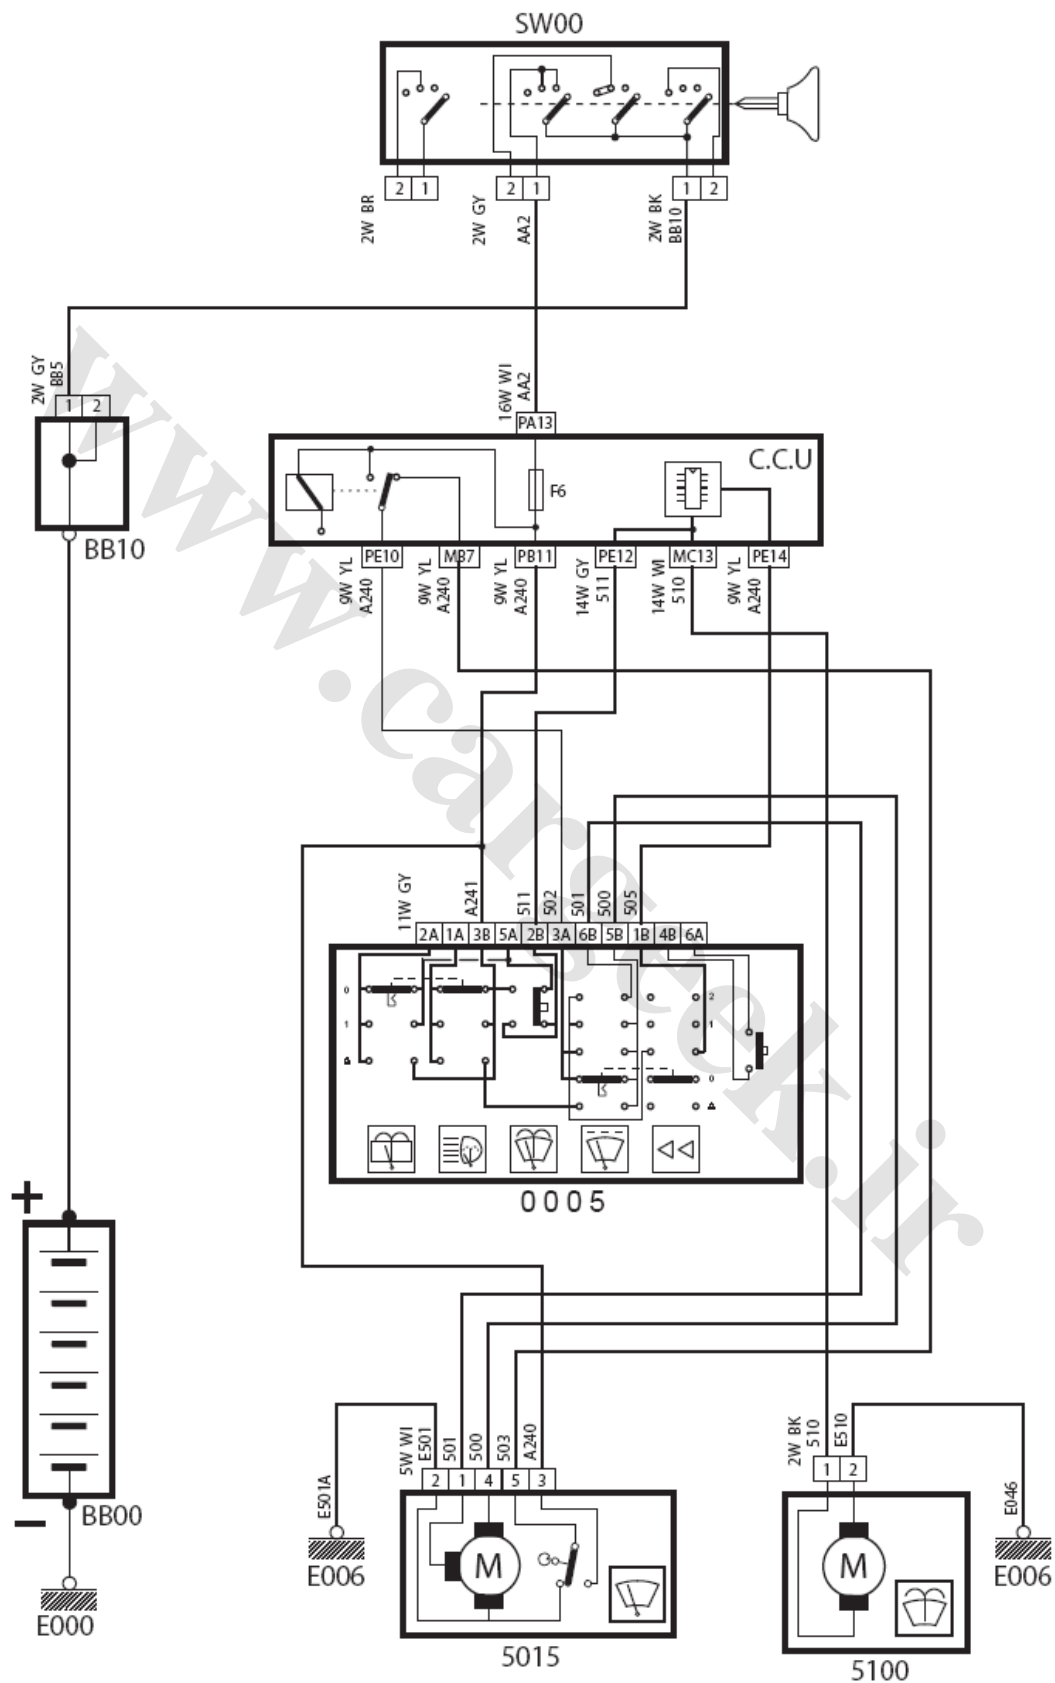 SW00
2 1
2 1
1 2
2W BR
2W GY
AA2
2W BK
BB10
2W GY
BB5
1 2
BB10
16W WI
AA2
PA13
C.C.U
F6
PE10
MB7
PB11
PE12
MC13
PE14
9W YL
A240
9W YL
A240
9W YL
A240
14W GY
511
14W WI
510
9W YL
A240
11W GY
A241
511
502
501
500
505
2A 1A 3B 5A 2B 3A 6B 5B 1B 4B 6A
0
2
1
1
0
0005
+
−
BB00
E000
5W WI
E501
501
500
503
A240
2 1 4 5 3
E501A
E006
M
5015
2W BK
510
E510
1 2
E046
E006
M
5100
www.cargeek.ir